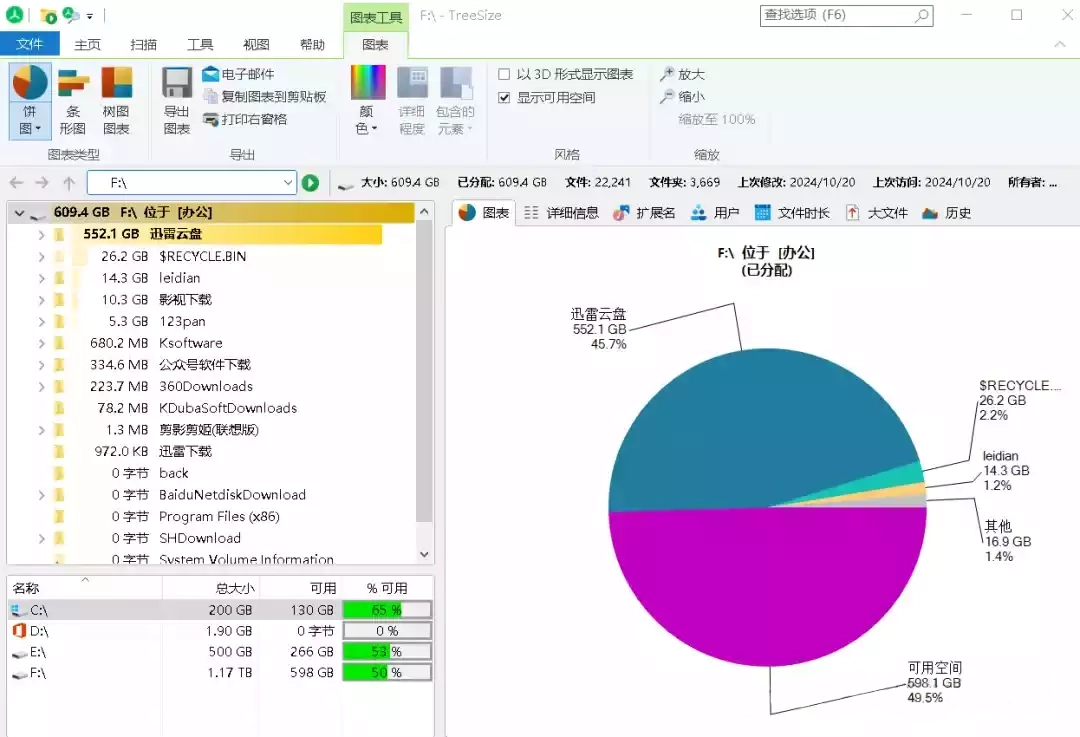 图表工具 F:\ - TreeSize 查找选项 (F6)
文件 主页 扫描 工具 视图 帮助 图表
饼图 条形图 树图图表 导出图表 电子邮件 颜色 详细程度 包含的元素 以 3D 形式显示图表 放大
复制图表到剪贴板 显示可用空间 缩小
打印右窗格 缩放至 100%
图表类型 导出 风格 缩放
F:\ 大小: 609.4 GB 已分配: 609.4 GB 文件: 22,241 文件夹: 3,669 上次修改: 2024/10/20 上次访问: 2024/10/20 所有者: ...
609.4 GB F:\ 位于 [办公]
552.1 GB 迅雷云盘
26.2 GB $RECYCLE.BIN
14.3 GB leidian
10.3 GB 影视下载
5.3 GB 123pan
680.2 MB Ksoftware
334.6 MB 公众号软件下载
223.7 MB 360Downloads
78.2 MB KDubaSoftDownloads
1.3 MB 剪影剪姬(联想版)
972.0 KB 迅雷下载
0 字节 back
0 字节 BaiduNetdiskDownload
0 字节 Program Files (x86)
0 字节 SHDownload
0 字节 System Volume Information
名称 总大小 可用 % 可用
C:\ 200 GB 130 GB 65 %
D:\ 1.90 GB 0 字节 0 %
E:\ 500 GB 266 GB 53 %
F:\ 1.17 TB 598 GB 50 %
图表 详细信息 扩展名 用户 文件时长 大文件 历史
F:\ 位于 [办公]
(已分配)
迅雷云盘
552.1 GB
45.7%
$RECYCLE....
26.2 GB
2.2%
leidian
14.3 GB
1.2%
其他
16.9 GB
1.4%
可用空间
598.1 GB
49.5%